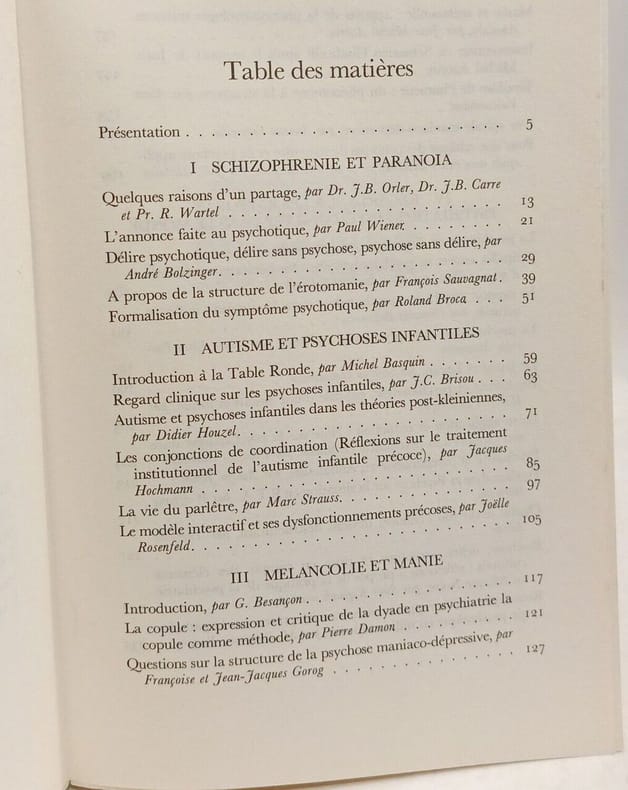 Table des matières
Présentation . . . . . . . . . . . . . . . . . . . . . . . . . 5
I SCHIZOPHRENIE ET PARANOIA
Quelques raisons d'un partage, par Dr. J.B. Orler, Dr. J.B. Carre
et Pr. R. Wartel . . . . . . . . . . . . . . . . . . . . . . 13
L'annonce faite au psychotique, par Paul Wiener. . . . . . . . 21
Délire psychotique, délire sans psychose, psychose sans délire, par
André Bolzinger. . . . . . . . . . . . . . . . . . . . . . 29
A propos de la structure de l'érotomanie, par François Sauvagnat . 39
Formalisation du symptôme psychotique, par Roland Broca . . . 51
II AUTISME ET PSYCHOSES INFANTILES
Introduction à la Table Ronde, par Michel Basquin . . . . . . . 59
Regard clinique sur les psychoses infantiles, par J.C. Brisou . . . 63
Autisme et psychoses infantiles dans les théories post-kleiniennes,
par Didier Houzel. . . . . . . . . . . . . . . . . . . . . 71
Les conjonctions de coordination (Réflexions sur le traitement
institutionnel de l'autisme infantile précoce), par Jacques
Hochmann . . . . . . . . . . . . . . . . . . . . . . . . 85
La vie du parlêtre, par Marc Strauss. . . . . . . . . . . . . . 97
Le modèle interactif et ses dysfonctionnements précoces, par Joëlle
Rosenfeld. . . . . . . . . . . . . . . . . . . . . . . . . 105
III MELANCOLIE ET MANIE
Introduction, par G. Besançon . . . . . . . . . . . . . . . . . 117
La copule : expression et critique de la dyade en psychiatrie la
copule comme méthode, par Pierre Damon . . . . . . . . . . 121
Questions sur la structure de la psychose maniaco-dépressive, par
Françoise et Jean-Jacques Gorog . . . . . . . . . . . . . . . 127